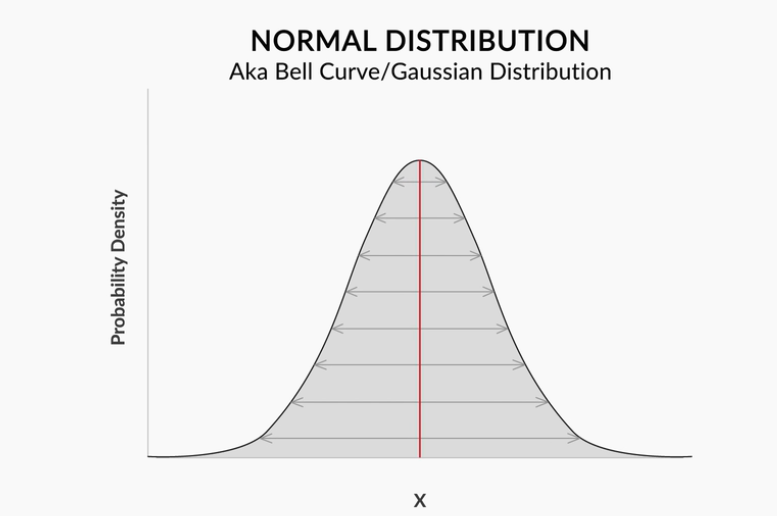 NORMAL DISTRIBUTION
Aka Bell Curve/Gaussian Distribution
Probability Density
X